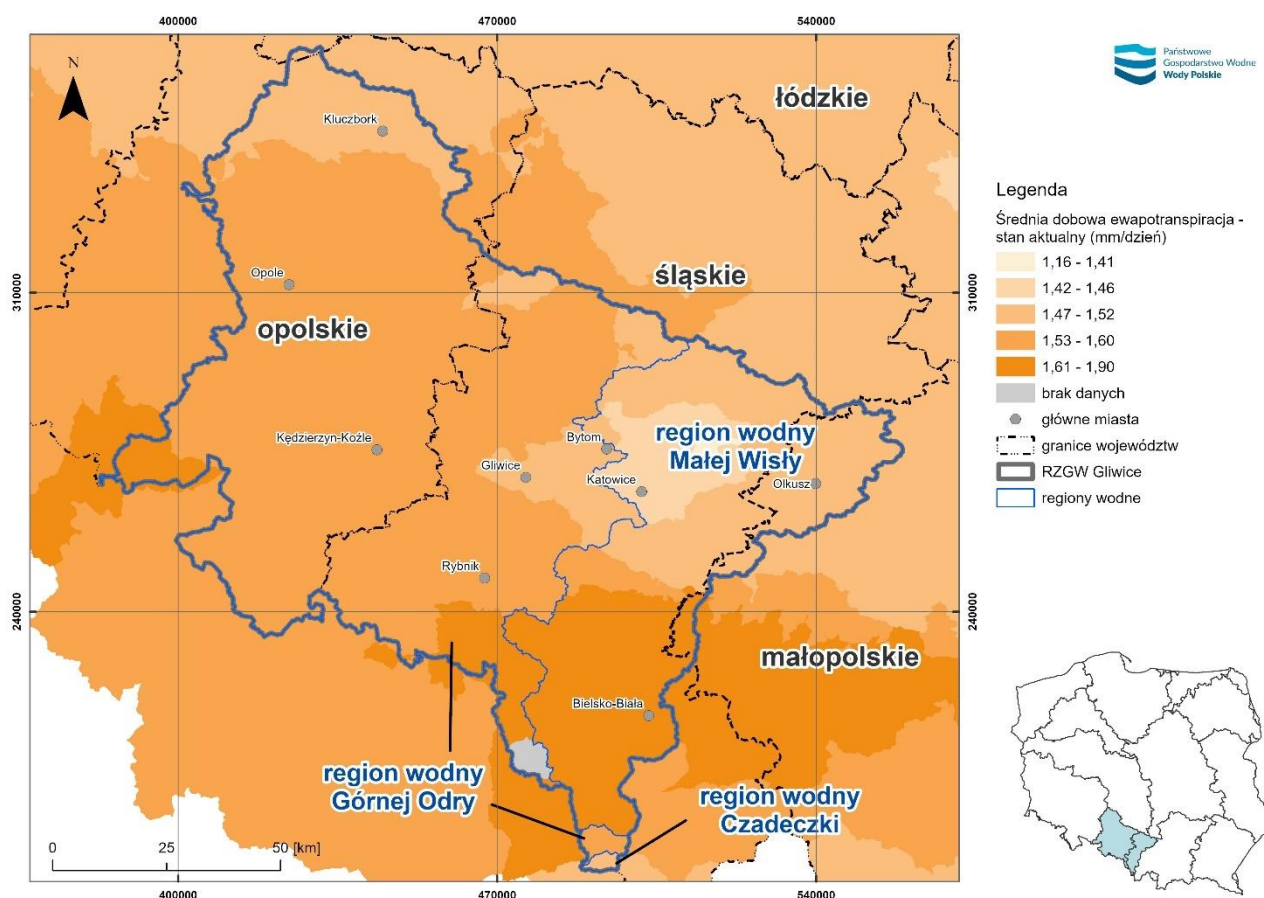 400000
470000
540000
N
łódzkie
Kluczbork
śląskie
Opole
opolskie
310000
310000
Kędzierzyn-Koźle
Bytom
region wodny
Małej Wisły
Gliwice
Katowice
Olkusz
Rybnik
240000
240000
małopolskie
Bielsko-Biała
region wodny
Górnej Odry
region wodny
Czadeczki
0 25 50 [km]
400000
470000
540000
Państwowe
Gospodarstwo Wodne
Wody Polskie
Legenda
Średnia dobowa ewapotranspiracja -
stan aktualny (mm/dzień)
1,16 - 1,41
1,42 - 1,46
1,47 - 1,52
1,53 - 1,60
1,61 - 1,90
brak danych
główne miasta
granice województw
RZGW Gliwice
regiony wodne